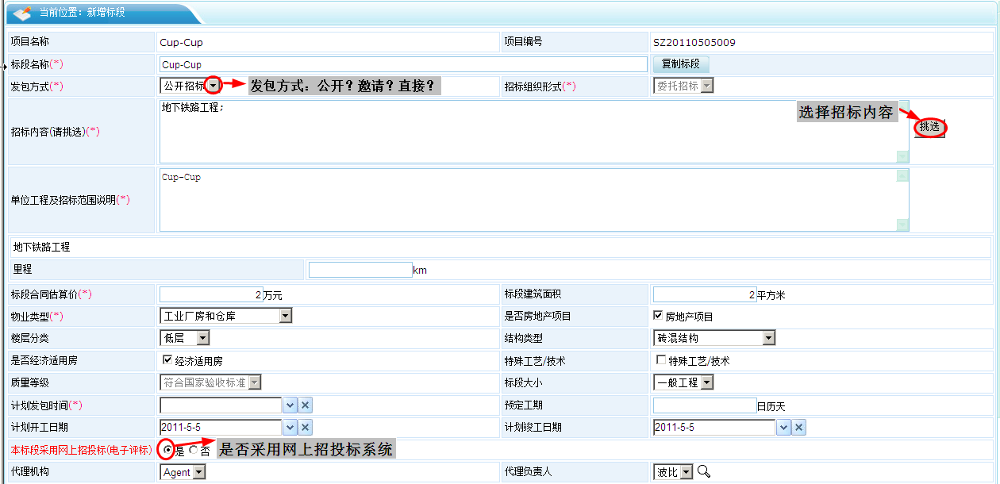 当前位置：新增标段
项目名称 Cup-Cup 项目编号 SZ20110505009
标段名称(*) Cup-Cup 复制标段
发包方式(*) 公开招标 发包方式：公开？邀请？直接？ 招标组织形式(*) 委托招标
招标内容(请挑选)(*) 地下铁路工程; 选择招标内容 挑选
单位工程及招标范围说明(*) Cup-Cup
地下铁路工程
里程 km
标段合同估算价(*) 2万元 标段建筑面积 2平方米
物业类型(*) 工业厂房和仓库 是否房地产项目 房地产项目
楼层分类 低层 结构类型 砖混结构
是否经济适用房 经济适用房 特殊工艺/技术 特殊工艺/技术
质量等级 符合国家验收标准 标段大小 一般工程
计划发包时间(*) 预定工期 日历天
计划开工日期 2011-5-5 计划竣工日期 2011-5-5
本标段采用网上招投标(电子评标) 是 否 是否采用网上招投标系统
代理机构 Agent 代理负责人 波比